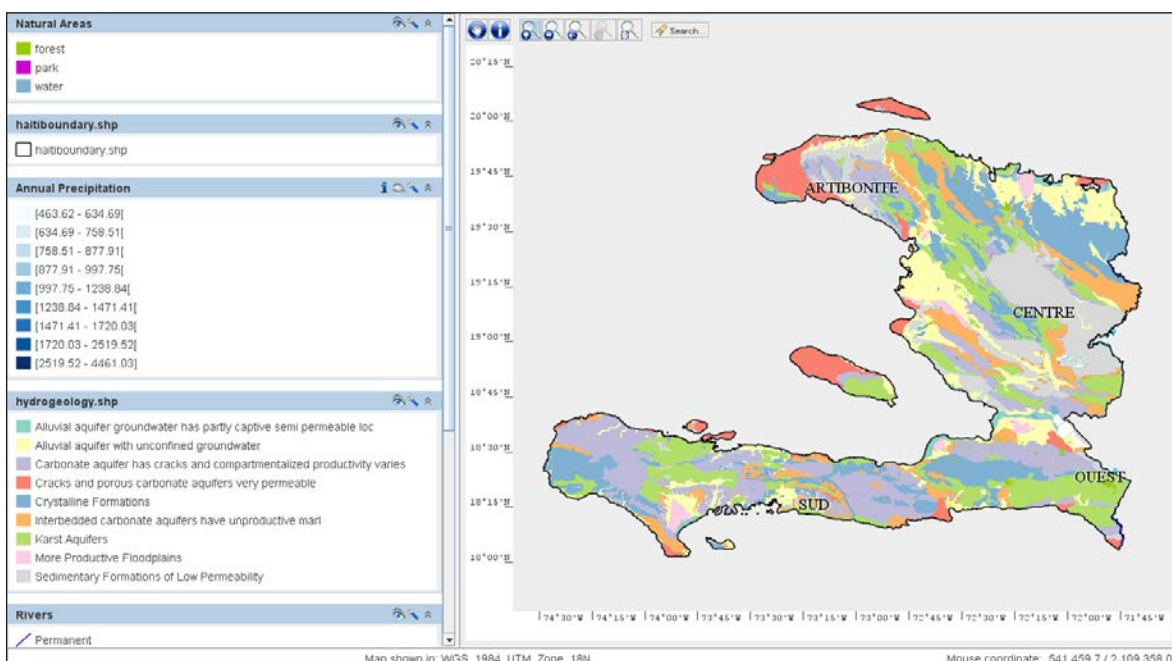 Natural Areas
forest
park
water
haitiboundary.shp
haitiboundary.shp
Annual Precipitation
[463.62 - 634.69[
[634.69 - 758.51[
[758.51 - 877.91[
[877.91 - 997.75[
[997.75 - 1238.84[
[1238.84 - 1471.41[
[1471.41 - 1720.03[
[1720.03 - 2519.52[
[2519.52 - 4461.03]
hydrogeology.shp
Alluvial aquifer groundwater has partly captive semi permeable loc
Alluvial aquifer with unconfined groundwater
Carbonate aquifer has cracks and compartmentalized productivity varies
Cracks and porous carbonate aquifers very permeable
Crystalline Formations
Interbedded carbonate aquifers have unproductive marl
Karst Aquifers
More Productive Floodplains
Sedimentary Formations of Low Permeability
Rivers
Permanent
Search...
20°15'N
20°00'N
19°45'N
19°30'N
19°15'N
19°00'N
18°45'N
18°30'N
18°15'N
18°00'N
ARTIBONITE
CENTRE
OUEST
SUD
74°30'W 74°15'W 74°00'W 73°45'W 73°30'W 73°15'W 73°00'W 72°45'W 72°30'W 72°15'W 72°00'W 71°45'W
Map shown in: WGS_1984_UTM_Zone_18N
Mouse coordinate: 541,459.7 / 2,109,358.0